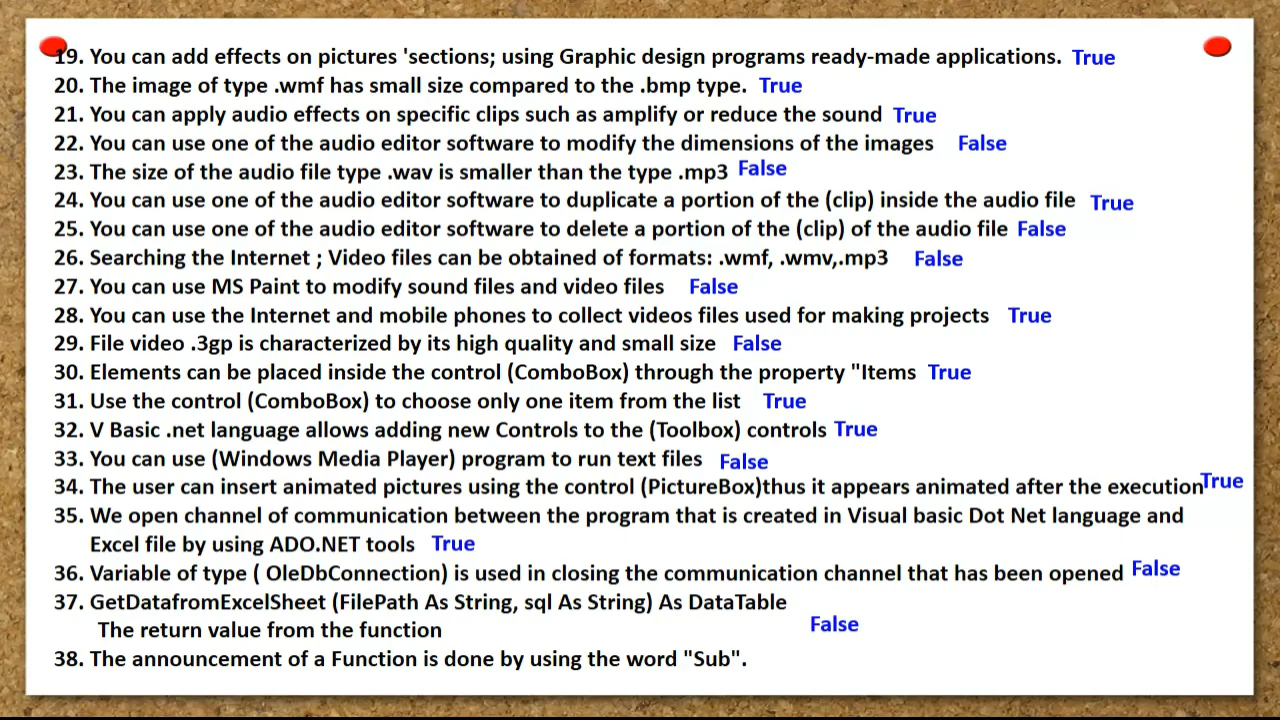 19. You can add effects on pictures 'sections; using Graphic design programs ready-made applications. True
20. The image of type .wmf has small size compared to the .bmp type. True
21. You can apply audio effects on specific clips such as amplify or reduce the sound True
22. You can use one of the audio editor software to modify the dimensions of the images False
23. The size of the audio file type .wav is smaller than the type .mp3 False
24. You can use one of the audio editor software to duplicate a portion of the (clip) inside the audio file True
25. You can use one of the audio editor software to delete a portion of the (clip) of the audio file False
26. Searching the Internet ; Video files can be obtained of formats: .wmf, .wmv,.mp3 False
27. You can use MS Paint to modify sound files and video files False
28. You can use the Internet and mobile phones to collect videos files used for making projects True
29. File video .3gp is characterized by its high quality and small size False
30. Elements can be placed inside the control (ComboBox) through the property "Items True
31. Use the control (ComboBox) to choose only one item from the list True
32. V Basic .net language allows adding new Controls to the (Toolbox) controls True
33. You can use (Windows Media Player) program to run text files False
34. The user can insert animated pictures using the control (PictureBox)thus it appears animated after the execution True
35. We open channel of communication between the program that is created in Visual basic Dot Net language and
Excel file by using ADO.NET tools True
36. Variable of type ( OleDbConnection) is used in closing the communication channel that has been opened False
37. GetDatafromExcelSheet (FilePath As String, sql As String) As DataTable
The return value from the function False
38. The announcement of a Function is done by using the word "Sub".